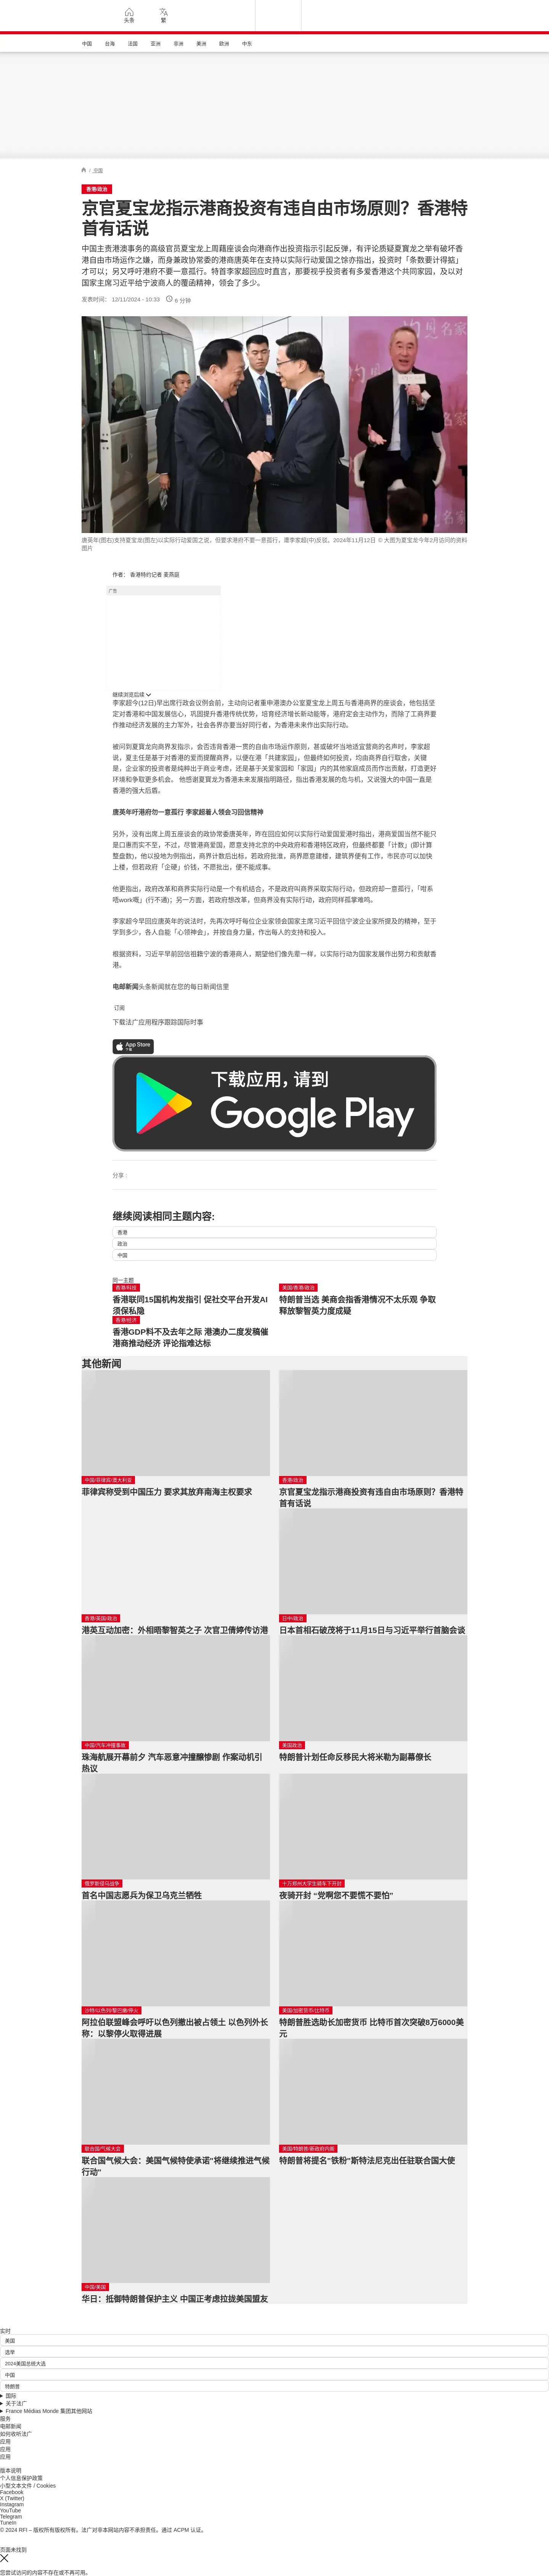 头条
繁
中国
台海
法国
亚洲
非洲
美洲
欧洲
中东
/ 中国
香港/政治
京官夏宝龙指示港商投资有违自由市场原则？香港特
首有话说
中国主责港澳事务的高级官员夏宝龙上周藉座谈会向港商作出投资指示引起反弹，有评论质疑夏寶龙之举有破坏香
港自由市场运作之嫌，而身兼政协常委的港商唐英年在支持以实际行动爱国之馀亦指出，投资时「条数要计得掂」
才可以；另又呼吁港府不要一意孤行。特首李家超回应时直言，那要视乎投资者有多爱香港这个共同家园，及以对
国家主席习近平给宁波商人的覆函精神，领会了多少。
发表时间： 12/11/2024 - 10:33
6 分钟
唐英年(图右)支持夏宝龙(图左)以实际行动爱国之说，但要求港府不要一意孤行，遭李家超(中)反驳。2024年11月12日 © 大图为夏宝龙今年2月访问的资料
图片
作者： 香港特约记者 麦燕庭
广告
继续浏览后续
李家超今(12日)早出席行政会议例会前，主动向记者重申港澳办公室夏宝龙上周五与香港商界的座谈会，他包括坚
定对香港和中国发展信心，巩固提升香港传统优势，培育经济增长新动能等，港府定会主动作为，而除了工商界要
作推动经济发展的主力军外，社会各界亦要当好同行者，为香港未来作出实际行动。
被问到夏寶龙向商界发指示，会否违背香港一贯的自由市场运作原则，甚或破坏当地适宜营商的名声时，李家超
说，夏主任是基于对香港的爱而提醒商界，以便在港「共建家园」，但最终如何投资，均由商界自行取舍，关键
是，企业家的投资者是纯粹出于商业考虑，还是基于关爱家园和「家园」内的其他家庭成员而作出贡献，打造更好
环境和争取更多机会。 他感谢夏寶龙为香港未来发展指明路径，指出香港发展的危与机，又说强大的中国一直是
香港的强大后盾。
唐英年吁港府勿一意孤行 李家超着人领会习回信精神
另外，没有出席上周五座谈会的政协常委唐英年，昨在回应如何以实际行动爱国爱港时指出，港商爱国当然不能只
是口惠而实不至，不过，尽管港商爱国，愿意支持北京的中央政府和香港特区政府，但最终都要「计数」(即计算
整盘数)，他以投地为例指出，商界计数后出标，若政府批淮，商界愿意建楼，建筑界便有工作，市民亦可以加快
上楼，但若政府「企硬」价钱，不愿批出，便不能成事。
他更指出，政府改革和商界实际行动是一个有机结合，不是政府叫商界采取实际行动，但政府却一意孤行，「咁系
唔work嘅」(行不通)；另一方面，若政府想改革，但商界没有实际行动，政府同样孤掌难鸣。
李家超今早回应唐英年的说法时，先再次呼吁每位企业家领会国家主席习近平回信宁波企业家所提及的精神，至于
学到多少，各人自能「心领神会」，并按自身力量，作出每人的支持和投入。
根据资料，习近平早前回信祖籍宁波的香港商人，期望他们像先辈一样，以实际行动为国家发展作出努力和贡献香
港。
电邮新闻头条新闻就在您的每日新闻信里
订阅
下载法广应用程序跟踪国际时事
App Store
下载
下载应用，请到
Google Play
分享 :
继续阅读相同主题内容:
香港
政治
中国
同一主题
香港/科技
香港联同15国机构发指引 促社交平台开发AI
须保私隐
美国/香港/政治
特朗普当选 美商会指香港情况不太乐观 争取
释放黎智英力度成疑
香港/经济
香港GDP料不及去年之际 港澳办二度发稿催
港商推动经济 评论指难达标
其他新闻
中国/菲律宾/澳大利亚
菲律宾称受到中国压力 要求其放弃南海主权要求
香港/政治
京官夏宝龙指示港商投资有违自由市场原则？香港特
首有话说
香港/英国/政治
港英互动加密：外相晤黎智英之子 次官卫倩婷传访港
日中/政治
日本首相石破茂将于11月15日与习近平举行首脑会谈
中国/汽车冲撞事故
珠海航展开幕前夕 汽车恶意冲撞酿惨剧 作案动机引
热议
美国政治
特朗普计划任命反移民大将米勒为副幕僚长
俄罗斯侵乌战争
首名中国志愿兵为保卫乌克兰牺牲
十万郑州大学生骑车下开封
夜骑开封 “党啊您不要慌不要怕”
沙特/以色列/黎巴嫩/停火
阿拉伯联盟峰会呼吁以色列撤出被占领土 以色列外长
称：以黎停火取得进展
美国/加密货币/比特币
特朗普胜选助长加密货币 比特币首次突破8万6000美
元
联合国/气候大会
联合国气候大会：美国气候特使承诺"将继续推进气候
行动"
美国/特朗普/新政府内阁
特朗普将提名"铁粉"斯特法尼克出任驻联合国大使
中国/美国
华日：抵御特朗普保护主义 中国正考虑拉拢美国盟友
实时
美国
选举
2024美国总统大选
中国
特朗普
国际
关于法广
France Médias Monde 集团其他网站
服务
电邮新闻
如何收听法广
应用
应用
应用
版本说明
个人信息保护政策
小型文本文件 / Cookies
Facebook
X (Twitter)
Instagram
YouTube
Telegram
TuneIn
© 2024 RFI – 版权所有版权所有。法广对非本网站内容不承担责任。通过 ACPM 认证。
页面未找到
您尝试访问的内容不存在或不再可用。